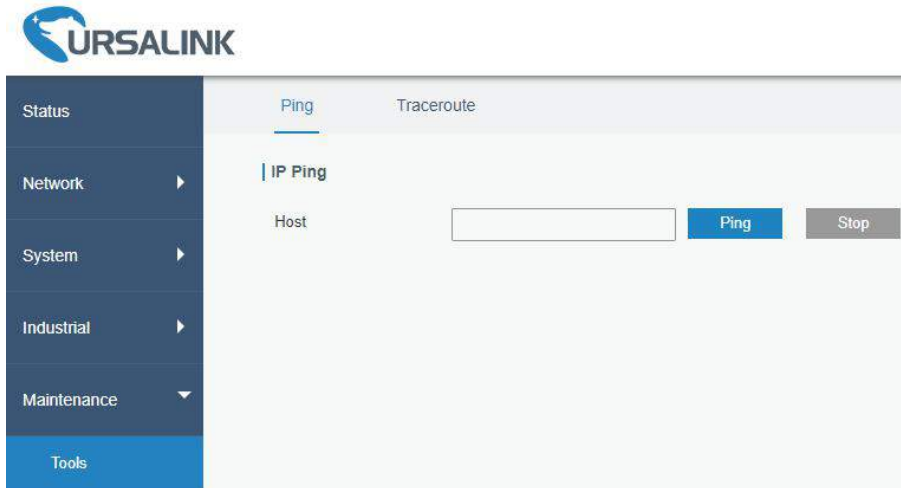 URSALINK
Status
Ping Traceroute
Network
IP Ping
Host Ping Stop
System
Industrial
Maintenance
Tools